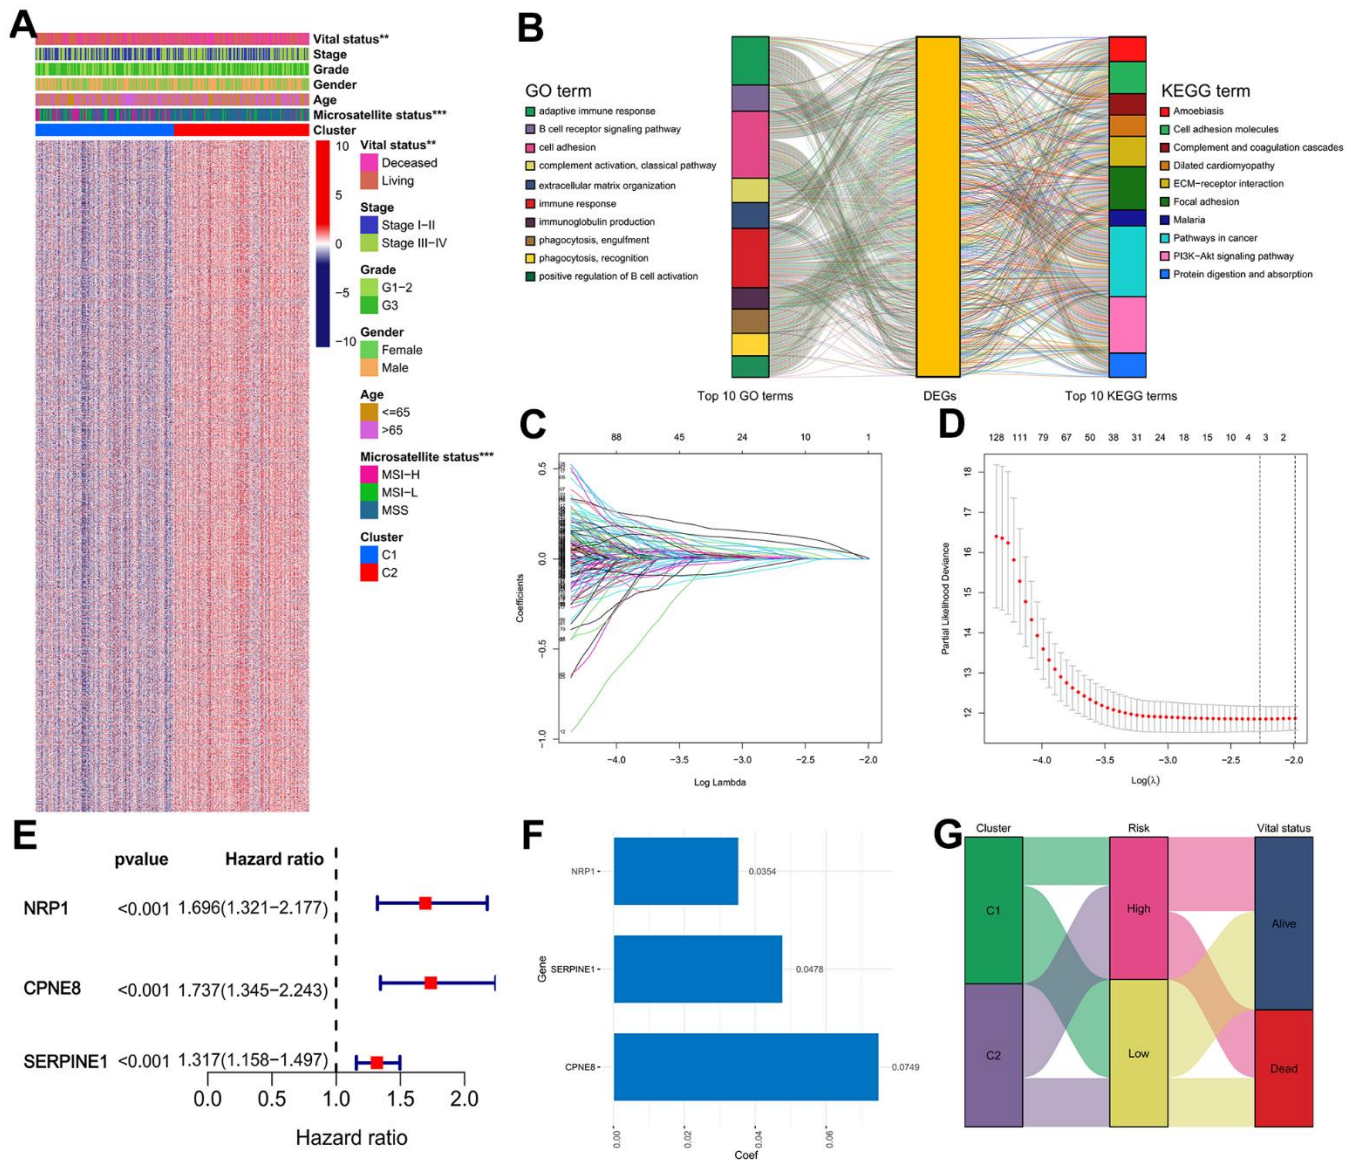 A
Vital status**
Stage
Grade
Gender
Age
Microsatellite status***
Cluster
10
5
0
−5
−10
Vital status**
Deceased
Living
Stage
Stage I−II
Stage III−IV
Grade
G1−2
G3
Gender
Female
Male
Age
<=65
>65
Microsatellite status***
MSI−H
MSI−L
MSS
Cluster
C1
C2
B
GO term
adaptive immune response
B cell receptor signaling pathway
cell adhesion
complement activation, classical pathway
extracellular matrix organization
immune response
immunoglobulin production
phagocytosis, engulfment
phagocytosis, recognition
positive regulation of B cell activation
KEGG term
Amoebiasis
Cell adhesion molecules
Complement and coagulation cascades
Dilated cardiomyopathy
ECM−receptor interaction
Focal adhesion
Malaria
Pathways in cancer
PI3K−Akt signaling pathway
Protein digestion and absorption
Top 10 GO terms
DEGs
Top 10 KEGG terms
C
88 45 24 10 1
0.5
0.0
−0.5
−1.0
Coefficients
−4.0 −3.5 −3.0 −2.5 −2.0
Log Lambda
D
128 111 79 67 50 38 31 24 18 15 10 4 3 2
18
17
16
15
14
13
12
Partial Likelihood Deviance
−4.0 −3.5 −3.0 −2.5 −2.0
Log(λ)
E
pvalue Hazard ratio
NRP1 <0.001 1.696(1.321−2.177)
CPNE8 <0.001 1.737(1.345−2.243)
SERPINE1 <0.001 1.317(1.158−1.497)
0.0 0.5 1.0 1.5 2.0
Hazard ratio
F
NRP1 0.0354
SERPINE1 0.0478
CPNE8 0.0749
Gene
0.00 0.02 0.04 0.06
Coef
G
Cluster Risk Vital status
C1 High Alive
C2 Low Dead